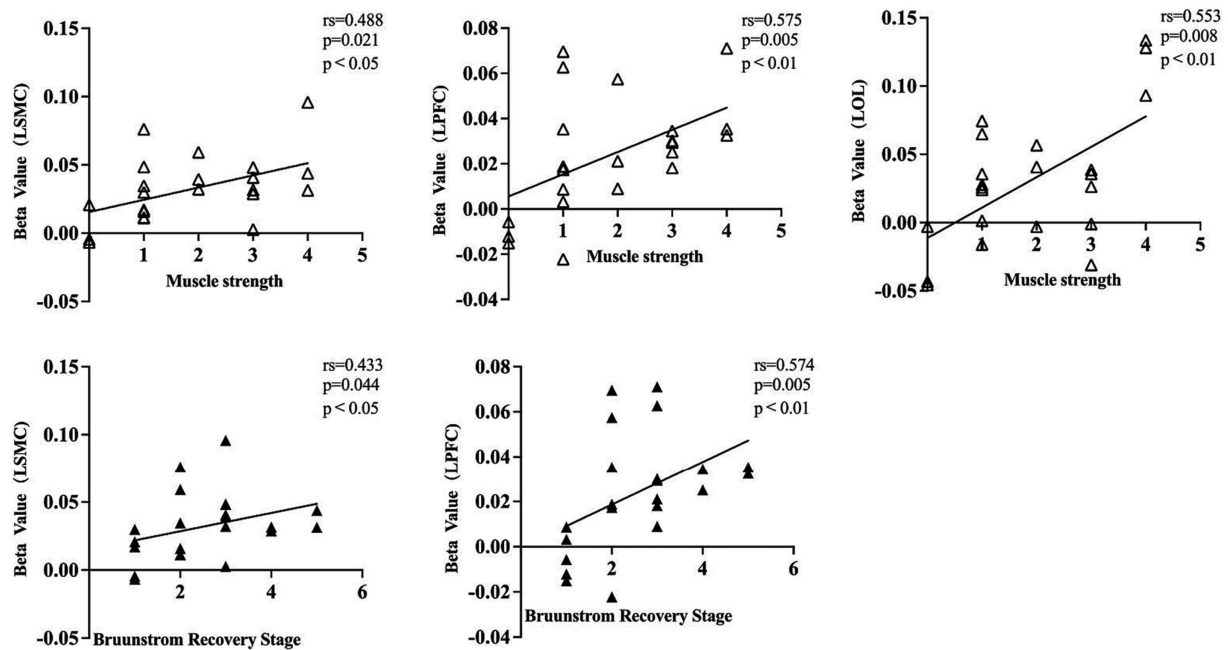 rs=0.488
p=0.021
p < 0.05
0.15
0.10
0.05
0.00
-0.05
1
2
3
4
5
Beta Value (LSMC)
Muscle strength
rs=0.575
p=0.005
p < 0.01
0.08
0.06
0.04
0.02
0.00
-0.02
-0.04
1
2
3
4
5
Beta Value (LPFC)
Muscle strength
rs=0.553
p=0.008
p < 0.01
0.15
0.10
0.05
0.00
-0.05
1
2
3
4
5
Beta Value (LOL)
Muscle strength
rs=0.433
p=0.044
p < 0.05
0.15
0.10
0.05
0.00
-0.05
2
4
6
Beta Value (LSMC)
Bruunstrom Recovery Stage
rs=0.574
p=0.005
p < 0.01
0.08
0.06
0.04
0.02
0.00
-0.02
-0.04
2
4
6
Beta Value (LPFC)
Bruunstrom Recovery Stage